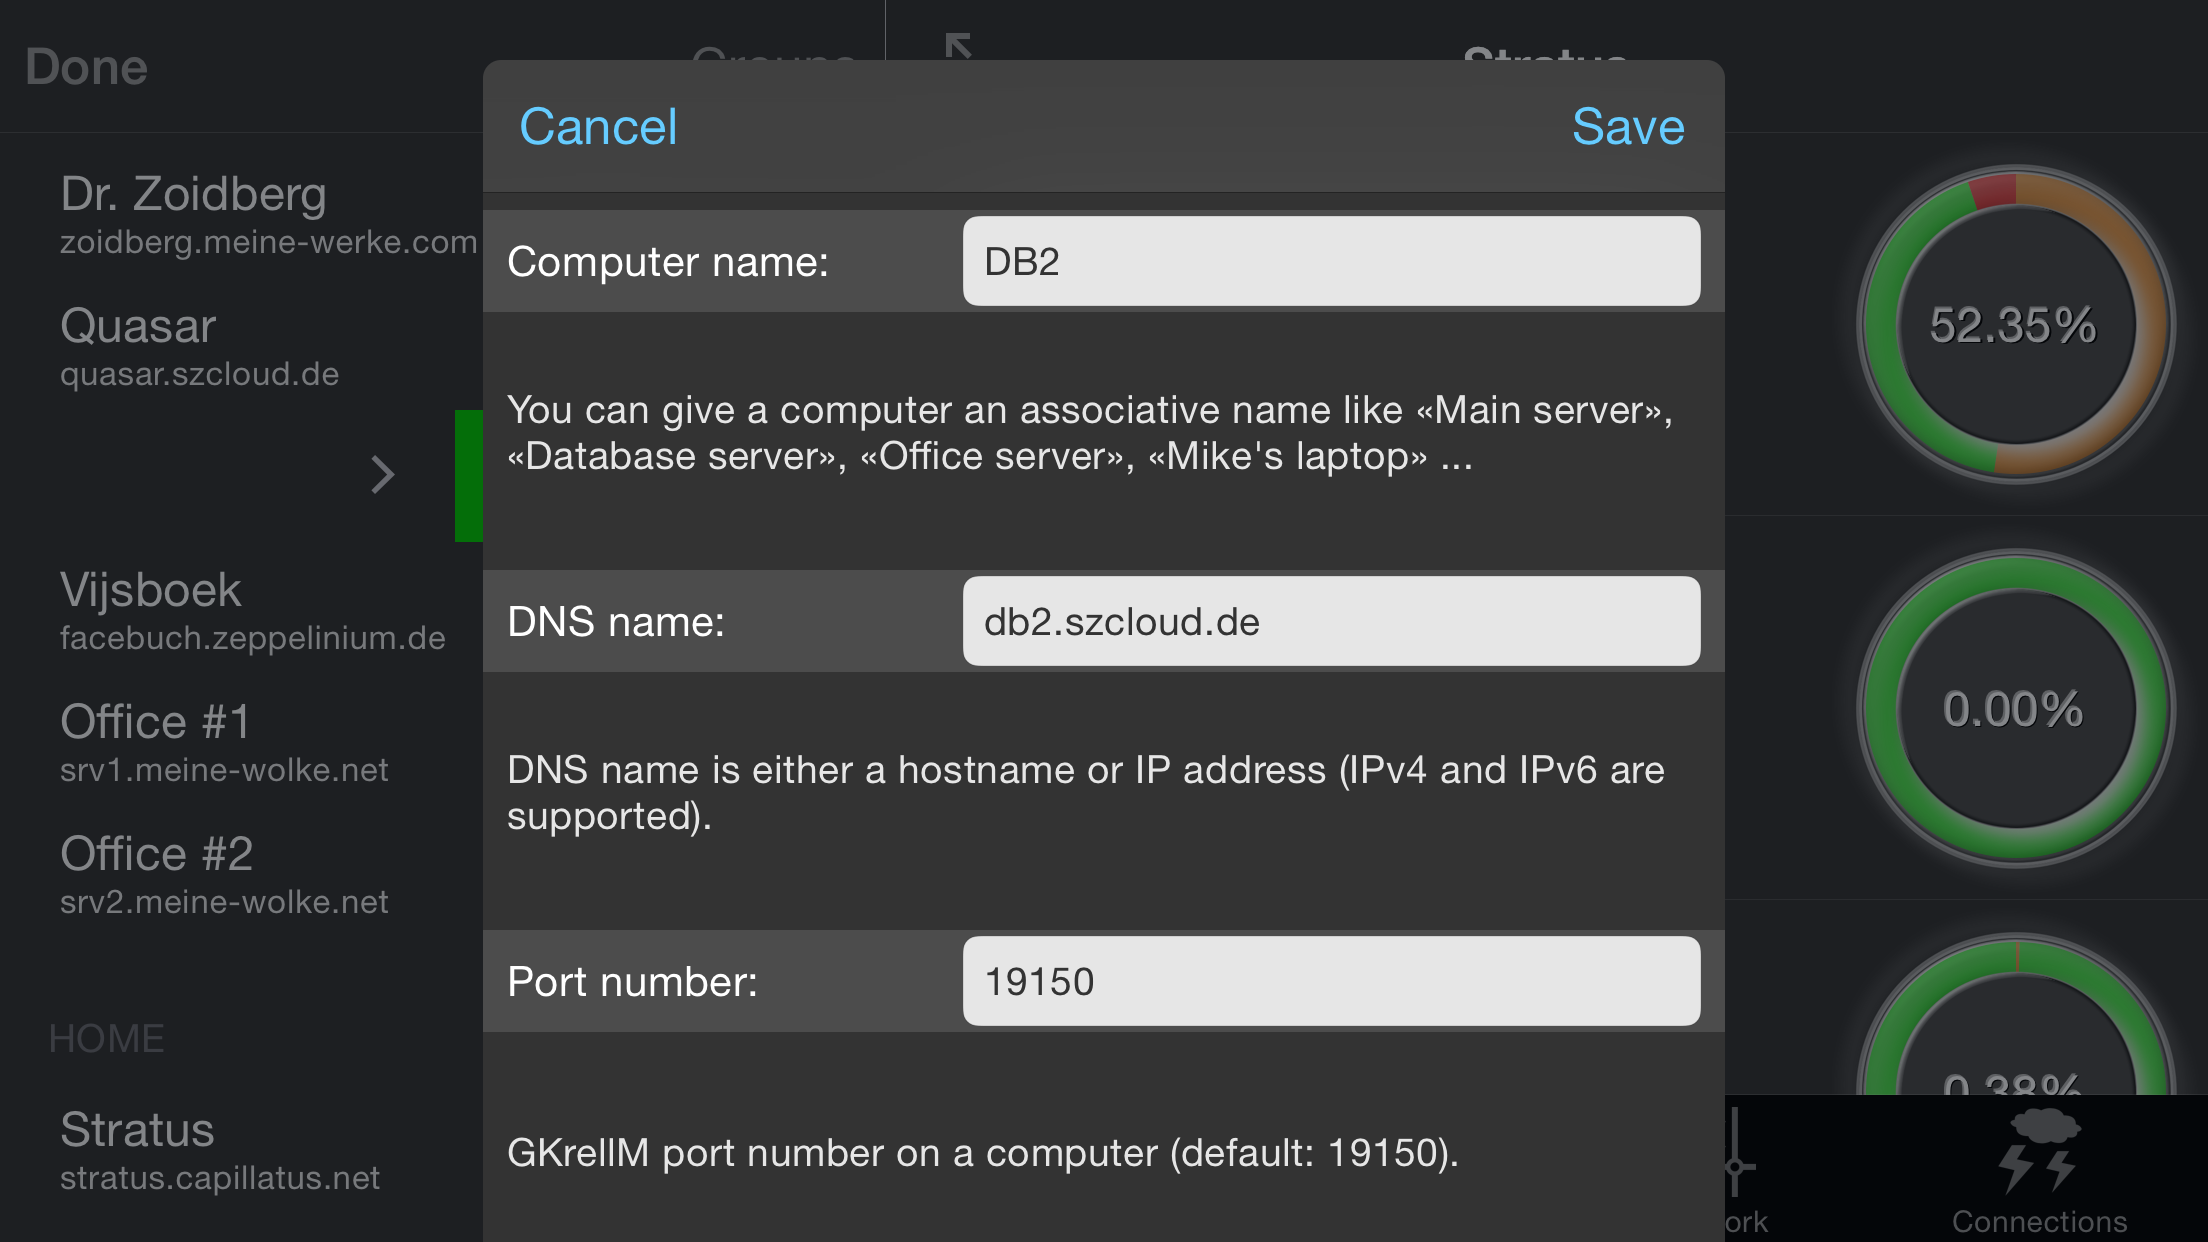 Done
Groups
Stratus
Cancel
Save
Dr. Zoidberg
zoidberg.meine-werke.com
Quasar
quasar.szcloud.de
Vijsboek
facebuch.zeppelinium.de
Office #1
srv1.meine-wolke.net
Office #2
srv2.meine-wolke.net
HOME
Stratus
stratus.capillatus.net
Computer name:
DB2
You can give a computer an associative name like «Main server»,
«Database server», «Office server», «Mike's laptop» ...
DNS name:
db2.szcloud.de
DNS name is either a hostname or IP address (IPv4 and IPv6 are
supported).
Port number:
19150
GKrellM port number on a computer (default: 19150).
52.35%
0.00%
0.38%
ork
Connections